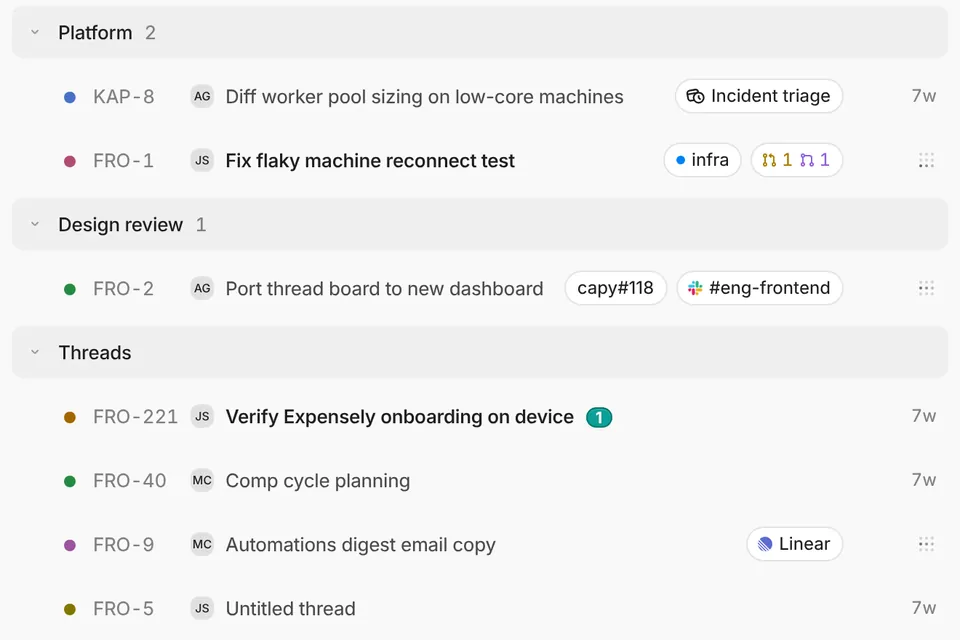 Platform 2
KAP-8 AG Diff worker pool sizing on low-core machines Incident triage 7w
FRO-1 JS Fix flaky machine reconnect test infra 1 1
Design review 1
FRO-2 AG Port thread board to new dashboard capy#118 #eng-frontend
Threads
FRO-221 JS Verify Expensely onboarding on device 1 7w
FRO-40 MC Comp cycle planning 7w
FRO-9 MC Automations digest email copy Linear
FRO-5 JS Untitled thread 7w